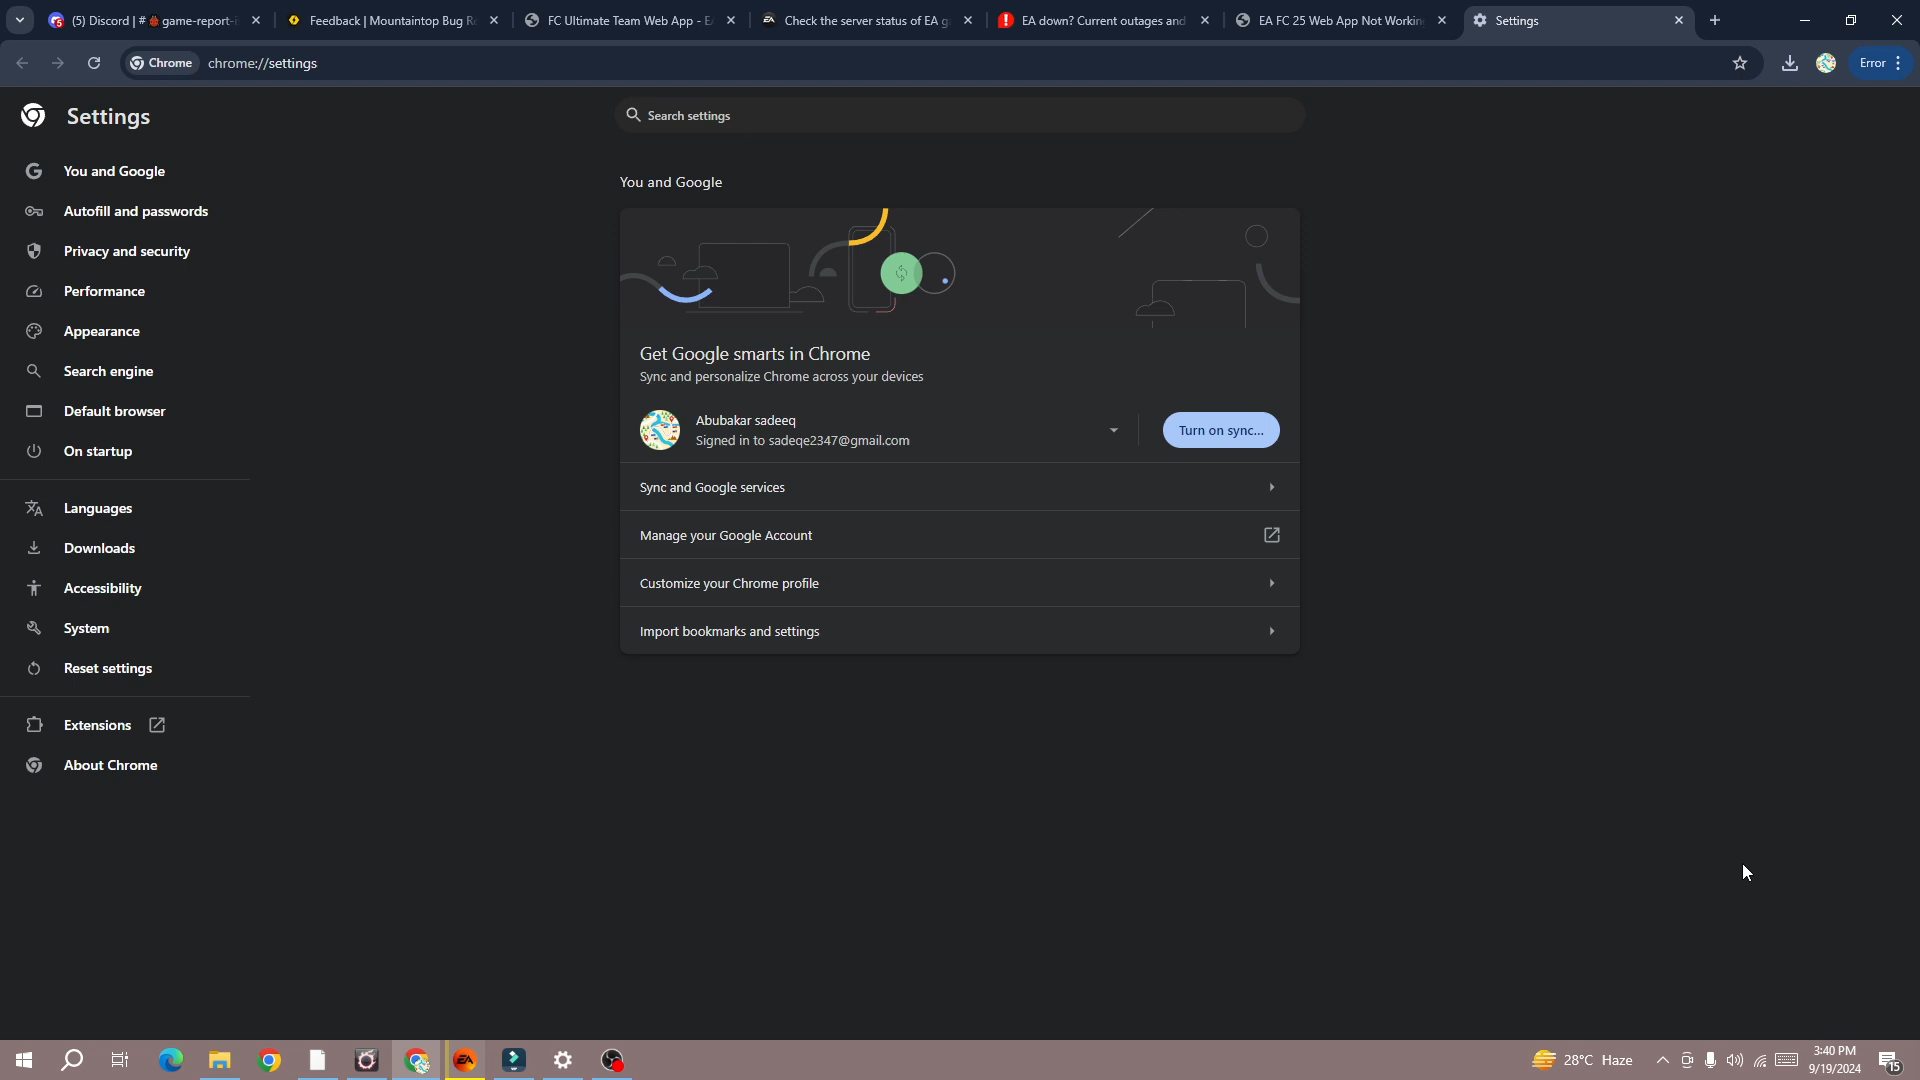 (5) Discord | # game-report-i
Feedback | Mountaintop Bug Re
FC Ultimate Team Web App - EA
Check the server status of EA g
EA down? Current outages and
EA FC 25 Web App Not Workin
Settings
Chrome
chrome://settings
Error
Settings
Search settings
You and Google
Autofill and passwords
Privacy and security
Performance
Appearance
Search engine
Default browser
On startup
Languages
Downloads
Accessibility
System
Reset settings
Extensions
About Chrome
You and Google
Get Google smarts in Chrome
Sync and personalize Chrome across your devices
Abubakar sadeeq
Signed in to sadeqe2347@gmail.com
Turn on sync...
Sync and Google services
Manage your Google Account
Customize your Chrome profile
Import bookmarks and settings
EA
28°C Haze
3:40 PM
9/19/2024
15